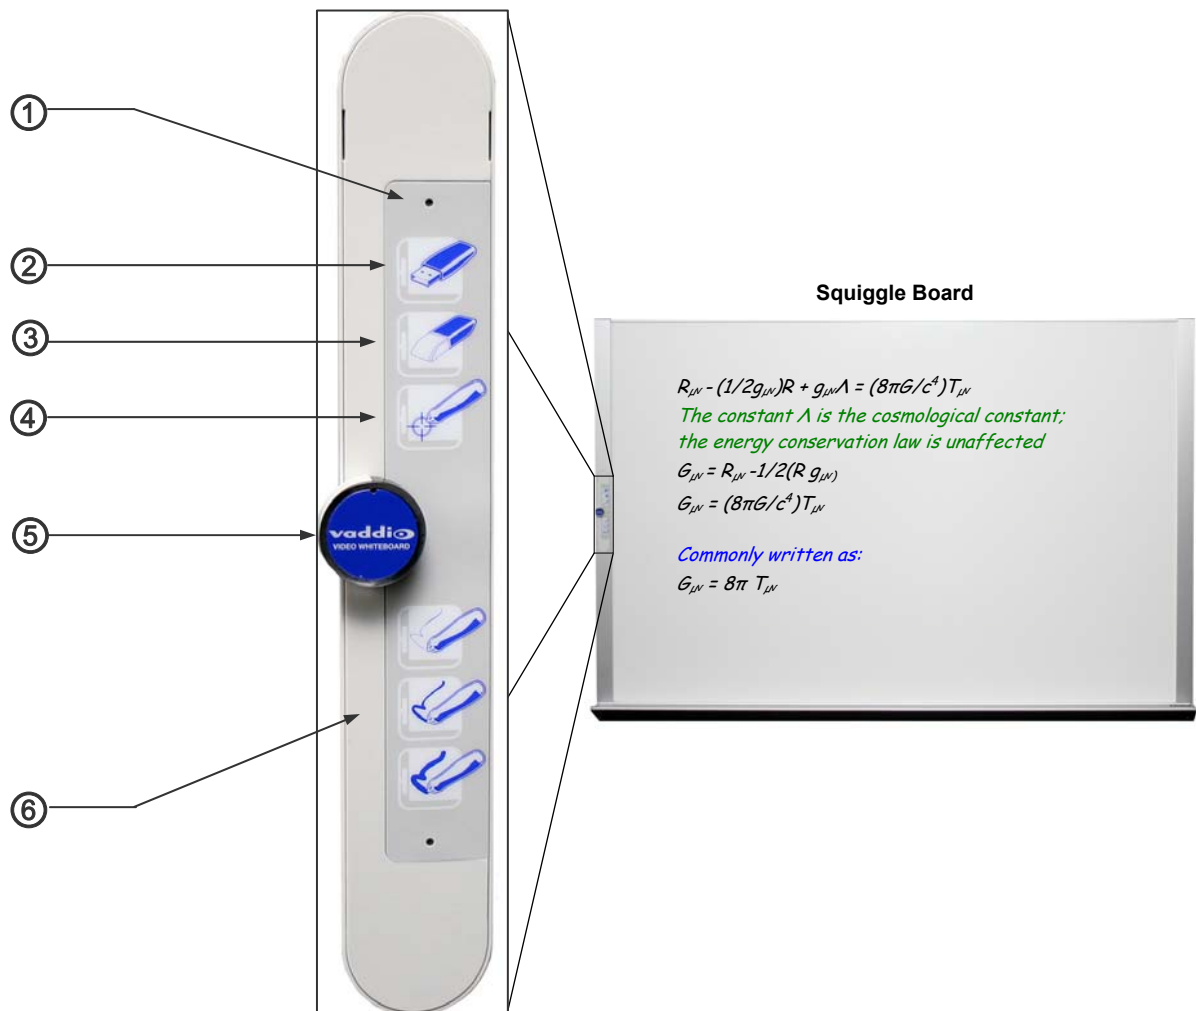 ①
②
③
④
⑤
⑥
vaddio
VIDEO WHITEBOARD
Squiggle Board
Rμν - (1/2gμν)R + gμνΛ = (8πG/c⁴)Tμν
The constant Λ is the cosmological constant;
the energy conservation law is unaffected
Gμν = Rμν -1/2(R gμν)
Gμν = (8πG/c⁴)Tμν
Commonly written as:
Gμν = 8π Tμν